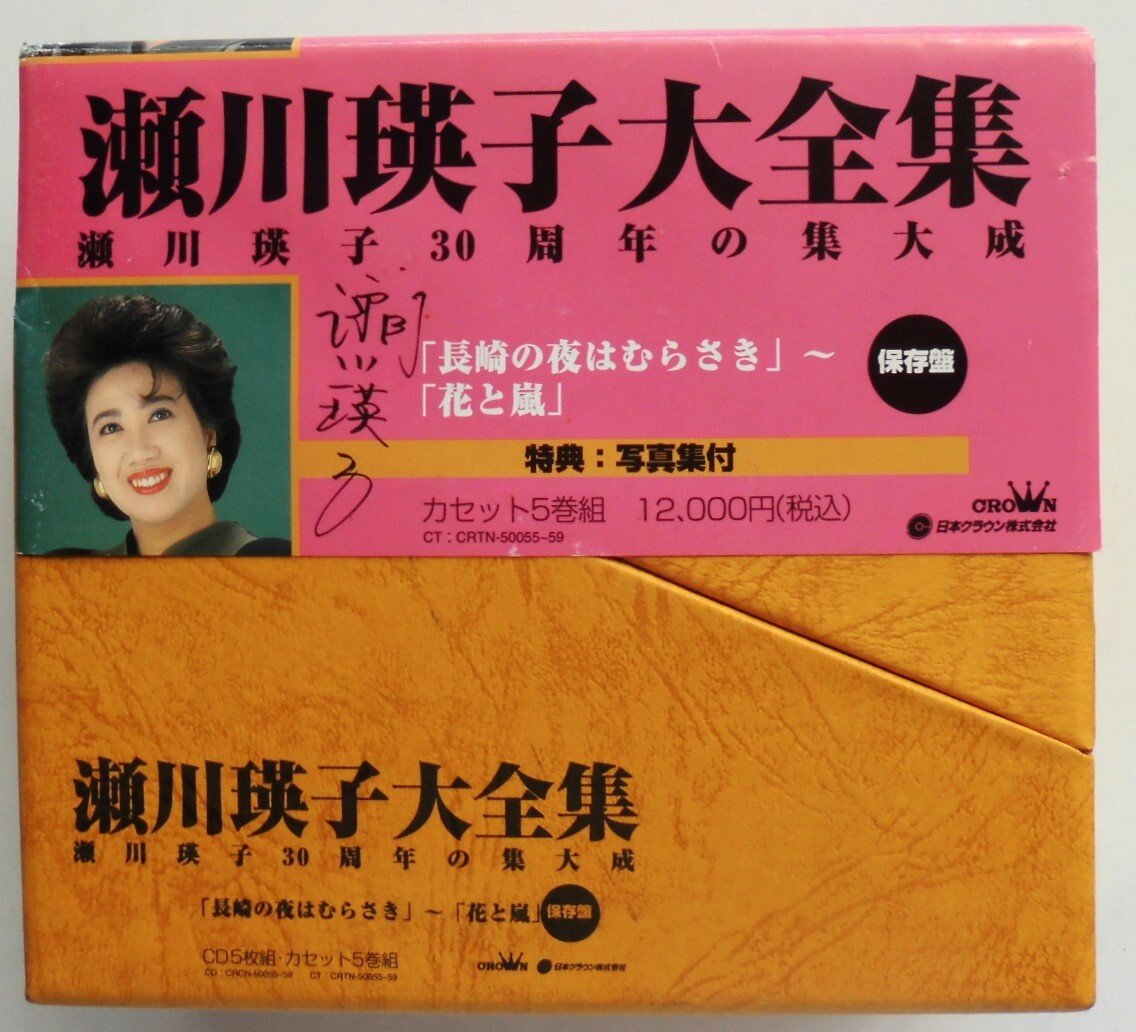 瀬川瑛子大全集
瀬川瑛子30周年の集大成
瀬川瑛子
「長崎の夜はむらさき」~
「花と嵐」
保存盤
特典:写真集付
カセット5巻組 12,000円(税込)
CT:CRTN-50055~59
CROWN
日本クラウン株式会社
瀬川瑛子大全集
瀬川瑛子30周年の集大成
「長崎の夜はむらさき」~「花と嵐」
保存盤
CD5枚組・カセット5巻組
CD:CRCN-50055~59 CT:CRTN-50055~59
CROWN
日本クラウン株式会社